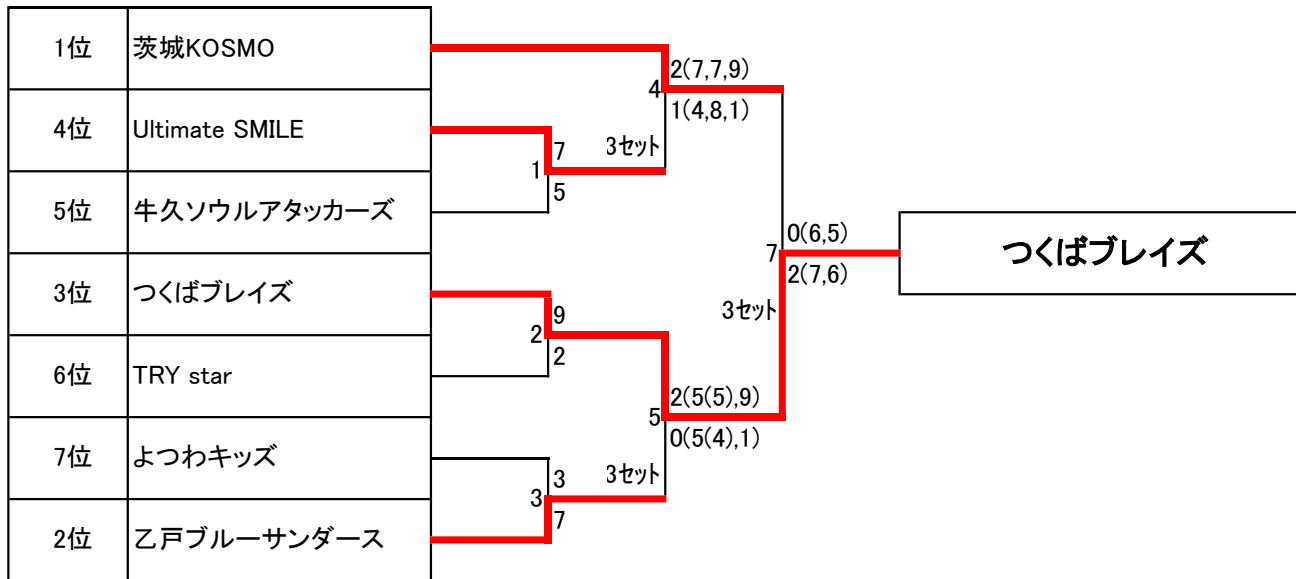 1位 茨城KOSMO
2(7,7,9)
4
1(4,8,1)
4位 Ultimate SMILE
7
3セット
1
5
5位 牛久ソウルアタッカーズ
0(6,5)
7
つくばブレイズ
2(7,6)
3位 つくばブレイズ
3セット
9
2
2
6位 TRY star
2(5(5),9)
5
0(5(4),1)
7位 よつわキッズ
3
3セット
3
7
2位 乙戸ブルーサンダース